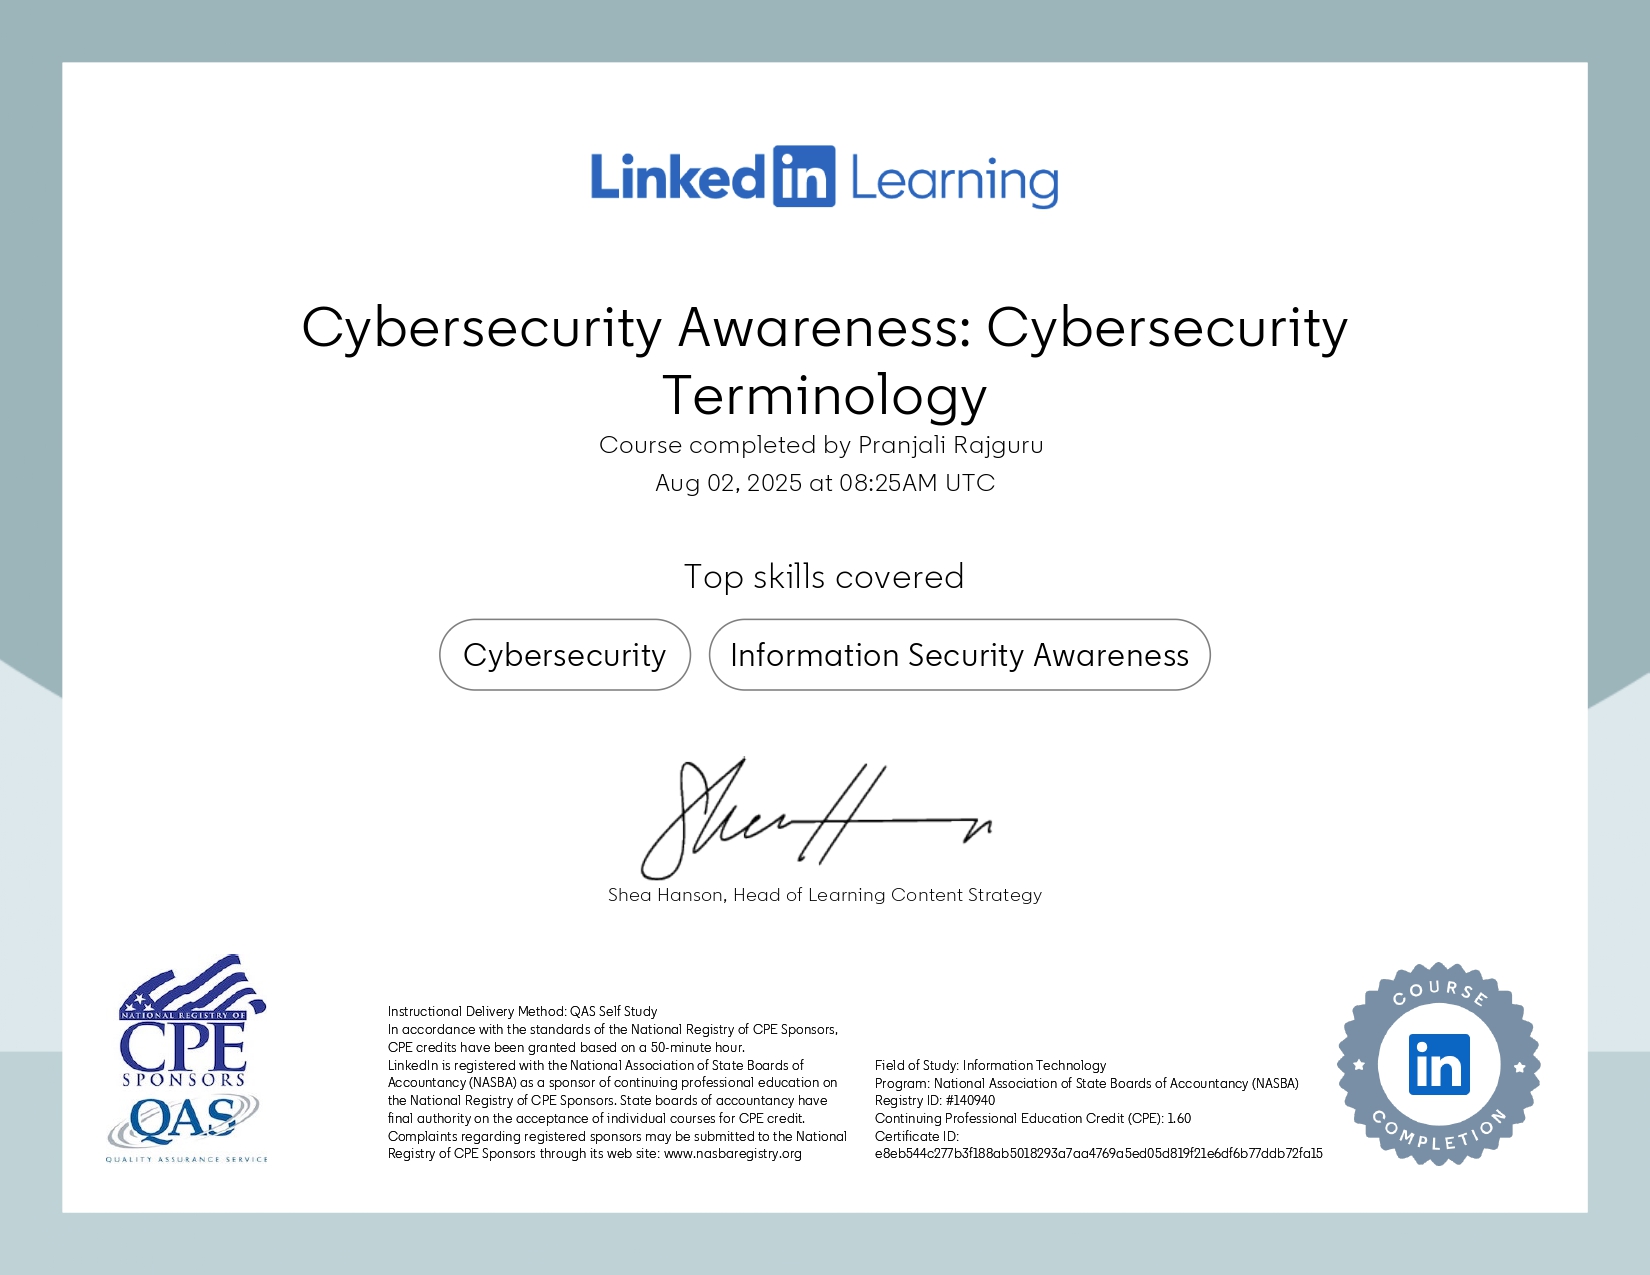 Linked in Learning
Cybersecurity Awareness: Cybersecurity
Terminology
Course completed by Pranjali Rajguru
Aug 02, 2025 at 08:25AM UTC
Top skills covered
Cybersecurity
Information Security Awareness
Shea Hanson, Head of Learning Content Strategy
NATIONAL REGISTRY OF
CPE
SPONSORS
QAS
QUALITY ASSURANCE SERVICE
Instructional Delivery Method: QAS Self Study
In accordance with the standards of the National Registry of CPE Sponsors,
CPE credits have been granted based on a 50-minute hour.
LinkedIn is registered with the National Association of State Boards of
Accountancy (NASBA) as a sponsor of continuing professional education on
the National Registry of CPE Sponsors. State boards of accountancy have
final authority on the acceptance of individual courses for CPE credit.
Complaints regarding registered sponsors may be submitted to the National
Registry of CPE Sponsors through its web site: www.nasbaregistry.org
Field of Study: Information Technology
Program: National Association of State Boards of Accountancy (NASBA)
Registry ID: #140940
Continuing Professional Education Credit (CPE): 1.60
Certificate ID:
e8eb544c277b3f188ab5018293a7aa4769a5ed05d819f21e6df6b77ddb72fa15
COURSE
in
COMPLETION